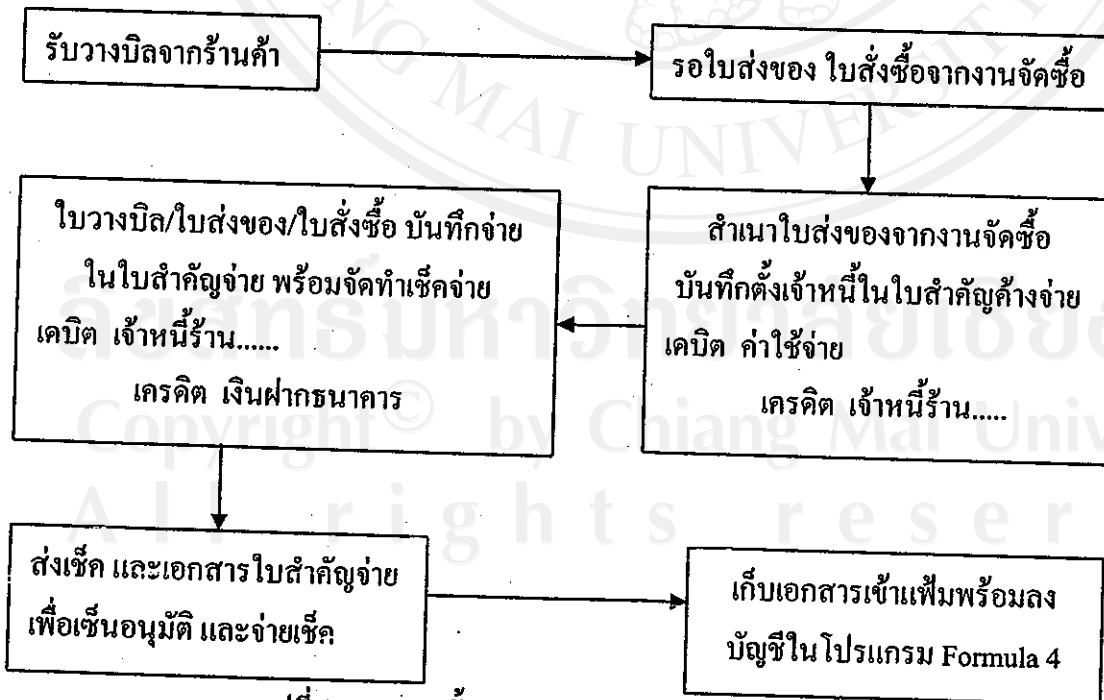 รับวางบิลจากร้านค้า
รอใบส่งของ ใบสั่งซื้อจากงานจัดซื้อ
สำเนาใบส่งของจากงานจัดซื้อ
บันทึกตั้งเจ้าหนี้ในใบสำคัญค้างจ่าย
เดบิต ค่าใช้จ่าย
เครดิต เจ้าหนี้ร้าน.....
ใบวางบิล/ใบส่งของ/ใบสั่งซื้อ บันทึกจ่าย
ในใบสำคัญจ่าย พร้อมจัดทำเช็คจ่าย
เดบิต เจ้าหนี้ร้าน......
เครดิต เงินฝากธนาคาร
ส่งเช็ค และเอกสารใบสำคัญจ่าย
เพื่อเซ็นอนุมัติ และจ่ายเช็ค
เก็บเอกสารเข้าแฟ้มพร้อมลง
บัญชีในโปรแกรม Formula 4
MAI UNIVERSITY
Copyright © by Chiang Mai Univ
All rights reser